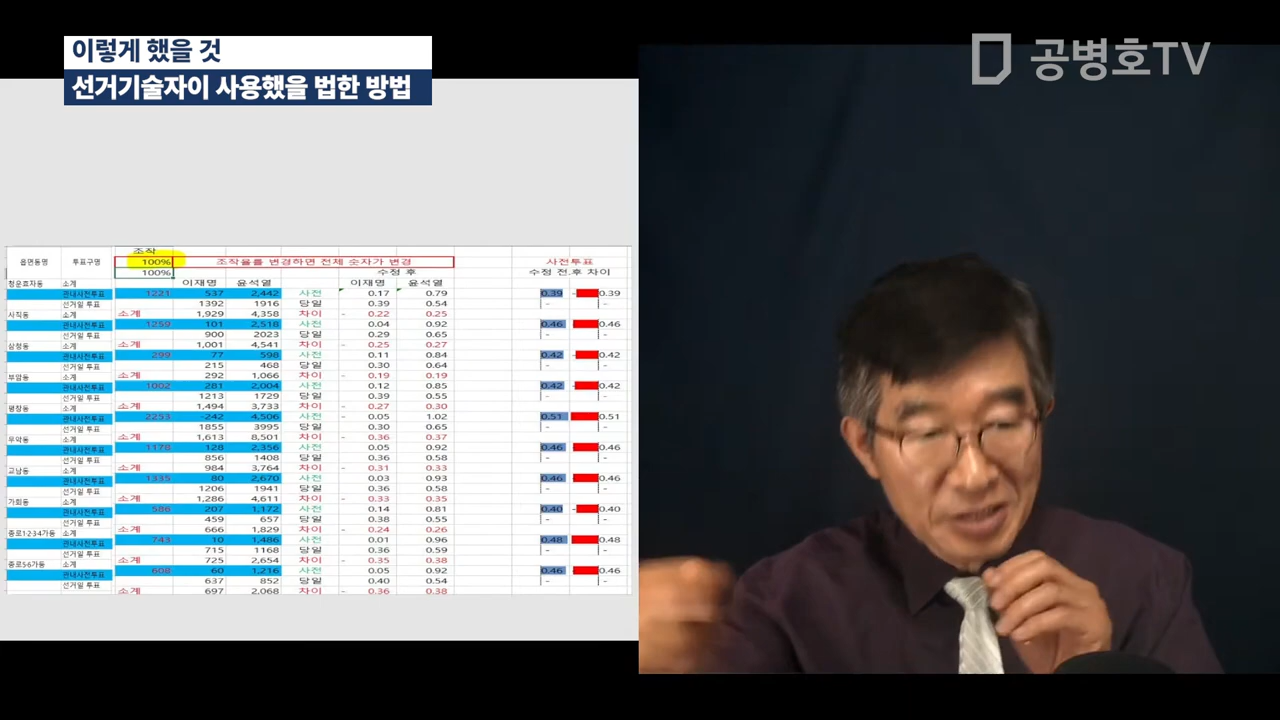 이렇게 했을 것
선거기술자이 사용했을 법한 방법
공병호TV
조작
읍면동명 투표구명 100% 조작율를 변경하면 전체 숫자가 변경 사전투표
100% 수정 후 수정 전.후 차이
이재명 윤석열 이재명 윤석열
청운효자동 소계
관내사전투표 1221 537 2,442 사전 0.17 0.79 0.39 - 0.39
선거일 투표 1392 1916 당일 0.39 0.54 - -
사직동 소계 소계 1,929 4,358 차이 - 0.22 0.25
관내사전투표 1259 101 2,518 사전 0.04 0.92 0.46 - 0.46
선거일 투표 900 2023 당일 0.29 0.65 - -
삼청동 소계 소계 1,001 4,541 차이 - 0.25 0.27
관내사전투표 299 77 598 사전 0.11 0.84 0.42 - 0.42
선거일 투표 215 468 당일 0.30 0.64 - -
부암동 소계 소계 292 1,066 차이 - 0.19 0.19
관내사전투표 1002 281 2,004 사전 0.12 0.85 0.42 - 0.42
선거일 투표 1213 1729 당일 0.39 0.55 - -
평창동 소계 소계 1,494 3,733 차이 - 0.27 0.30
관내사전투표 2253 -242 4,506 사전 - 0.05 1.02 0.51 0.51
선거일 투표 1855 3995 당일 0.30 0.65 - -
무악동 소계 소계 1,613 8,501 차이 - 0.36 0.37
관내사전투표 1178 128 2,356 사전 0.05 0.92 0.46 - 0.46
선거일 투표 856 1408 당일 0.36 0.58 - -
교남동 소계 소계 984 3,764 차이 - 0.31 0.33
관내사전투표 1335 80 2,670 사전 0.03 0.93 0.46 - 0.46
선거일 투표 1206 1941 당일 0.36 0.58 - -
가회동 소계 소계 1,286 4,611 차이 - 0.33 0.35
관내사전투표 586 207 1,172 사전 0.14 0.81 0.40 - 0.40
선거일 투표 459 657 당일 0.38 0.55 - -
종로1·2·3·4가동 소계 소계 666 1,829 차이 - 0.24 0.26
관내사전투표 743 10 1,486 사전 0.01 0.96 0.48 - 0.48
선거일 투표 715 1168 당일 0.36 0.59 - -
종로5·6가동 소계 소계 725 2,654 차이 - 0.35 0.38
관내사전투표 608 60 1,216 사전 0.05 0.92 0.46 - 0.46
선거일 투표 637 852 당일 0.40 0.54 - -
소계 697 2,068 차이 - 0.36 0.38